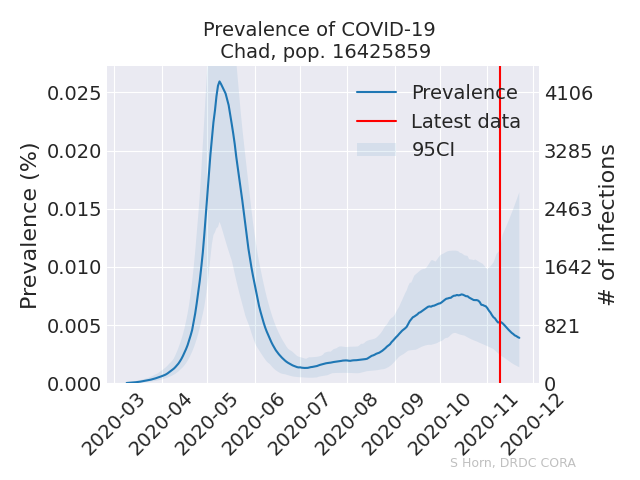 Prevalence of COVID-19
Chad, pop. 16425859
Prevalence (%)
0.025
0.020
0.015
0.010
0.005
0.000
Prevalence
Latest data
95CI
4106
3285
2463
1642
821
0
# of infections
2020-03
2020-04
2020-05
2020-06
2020-07
2020-08
2020-09
2020-10
2020-11
2020-12
S Horn, DRDC CORA